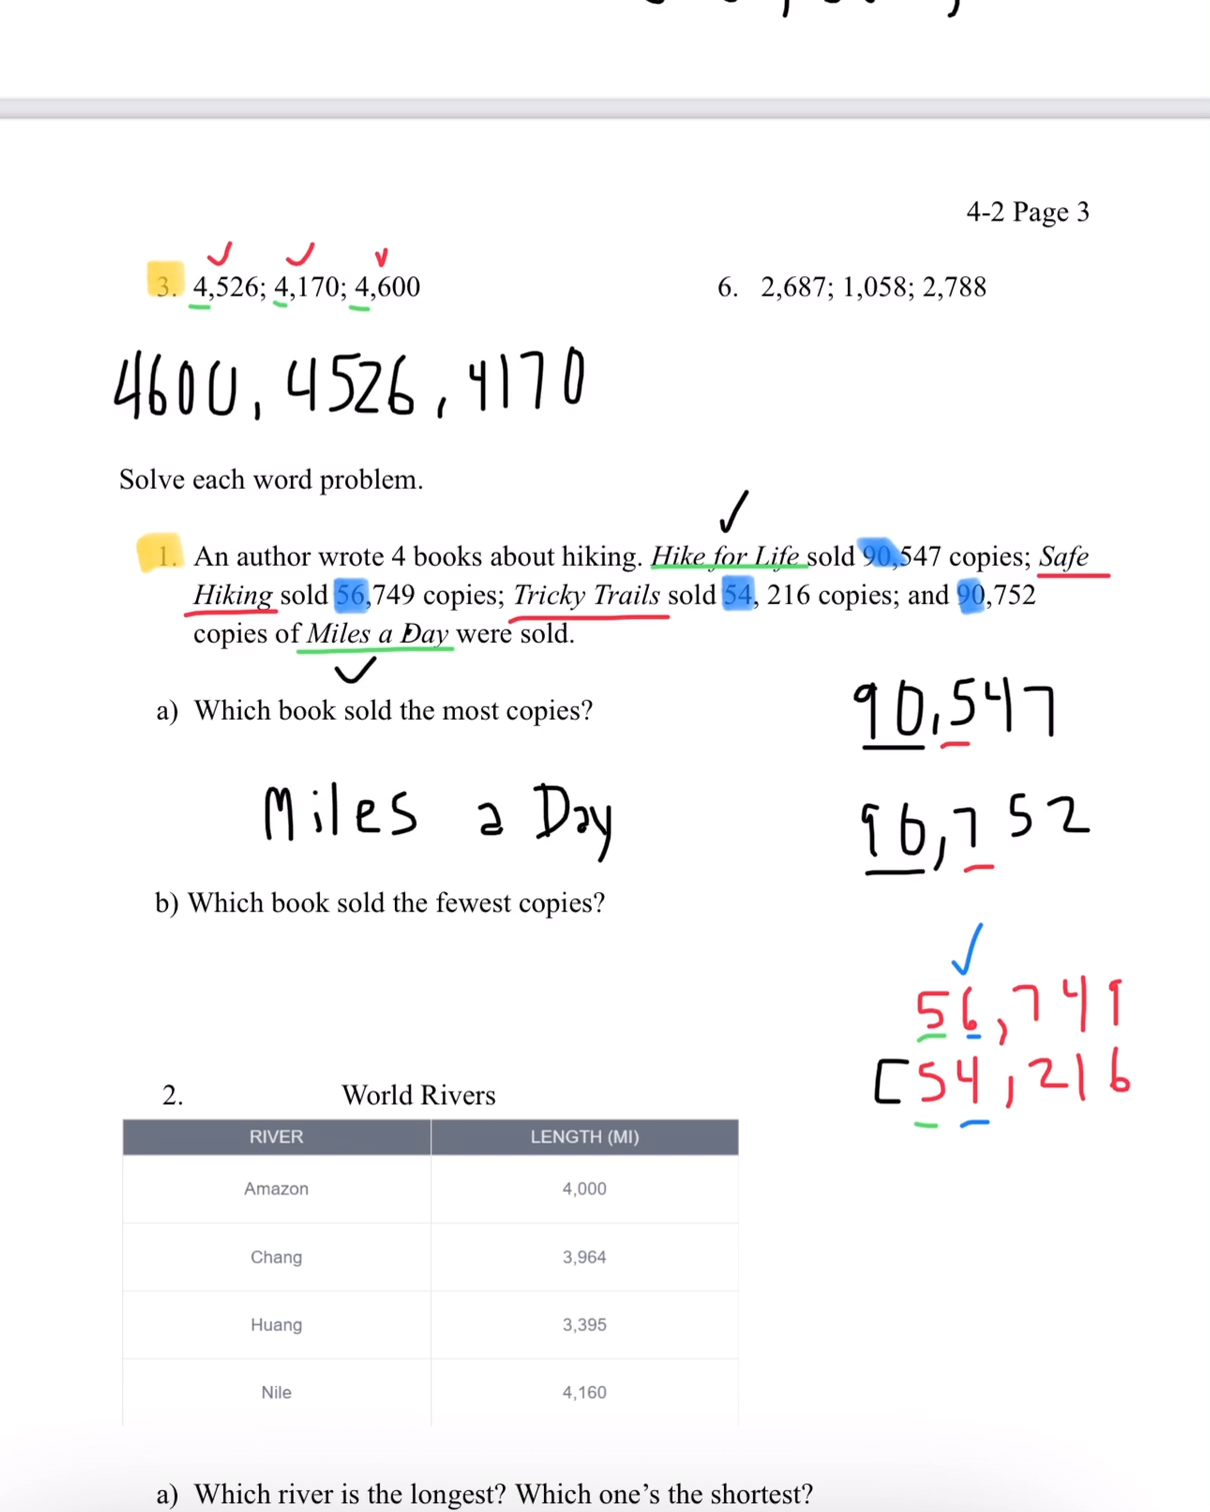 4-2 Page 3
3. 4,526; 4,170; 4,600
6. 2,687; 1,058; 2,788
4600, 4526, 4170
Solve each word problem.
1. An author wrote 4 books about hiking. Hike for Life sold 90,547 copies; Safe
Hiking sold 56,749 copies; Tricky Trails sold 54, 216 copies; and 90,752
copies of Miles a Day were sold.
a) Which book sold the most copies?
90,547
Miles a Day
90,752
b) Which book sold the fewest copies?
56,749
54,216
2. World Rivers
RIVER LENGTH (MI)
Amazon 4,000
Chang 3,964
Huang 3,395
Nile 4,160
a) Which river is the longest? Which one's the shortest?